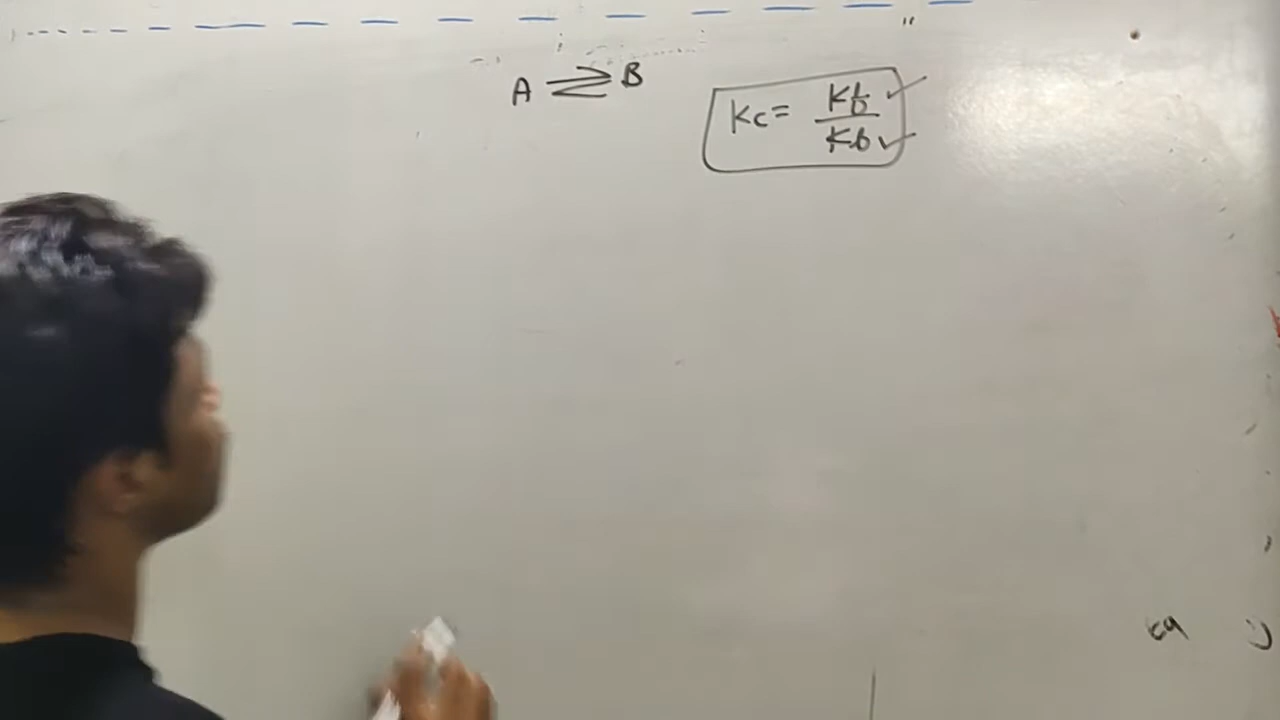 A ⇌ B
Kc = Kf / Kb